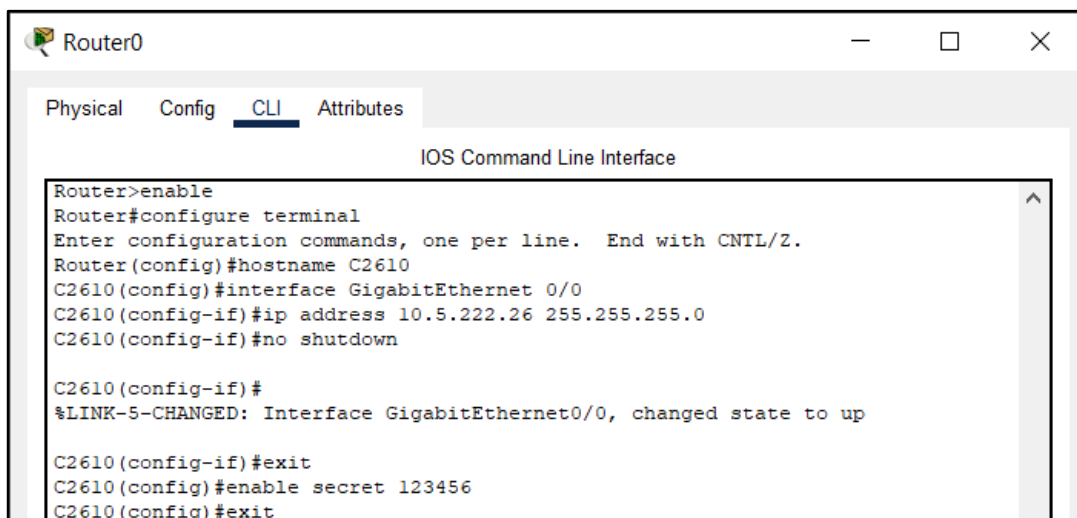 Router0
Physical Config CLI Attributes
IOS Command Line Interface
Router>enable
Router#configure terminal
Enter configuration commands, one per line.  End with CNTL/Z.
Router(config)#hostname C2610
C2610(config)#interface GigabitEthernet 0/0
C2610(config-if)#ip address 10.5.222.26 255.255.255.0
C2610(config-if)#no shutdown
C2610(config-if)#
%LINK-5-CHANGED: Interface GigabitEthernet0/0, changed state to up
C2610(config-if)#exit
C2610(config)#enable secret 123456
C2610(config)#exit